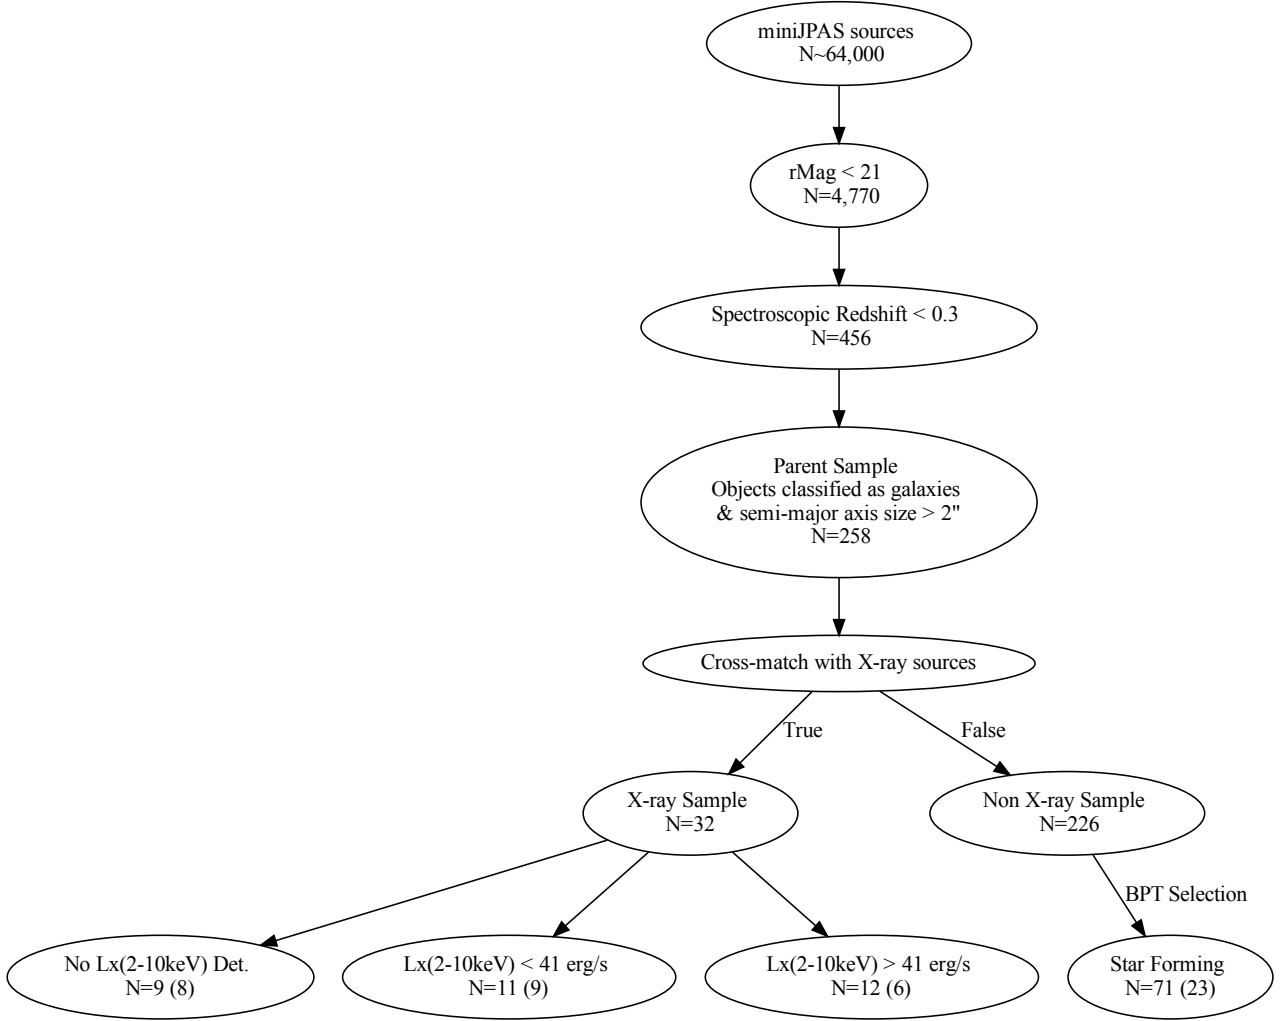 miniJPAS sources
N~64,000
rMag < 21
N=4,770
Spectroscopic Redshift < 0.3
N=456
Parent Sample
Objects classified as galaxies
& semi-major axis size > 2"
N=258
Cross-match with X-ray sources
True
False
X-ray Sample
N=32
Non X-ray Sample
N=226
BPT Selection
No Lx(2-10keV) Det.
N=9 (8)
Lx(2-10keV) < 41 erg/s
N=11 (9)
Lx(2-10keV) > 41 erg/s
N=12 (6)
Star Forming
N=71 (23)